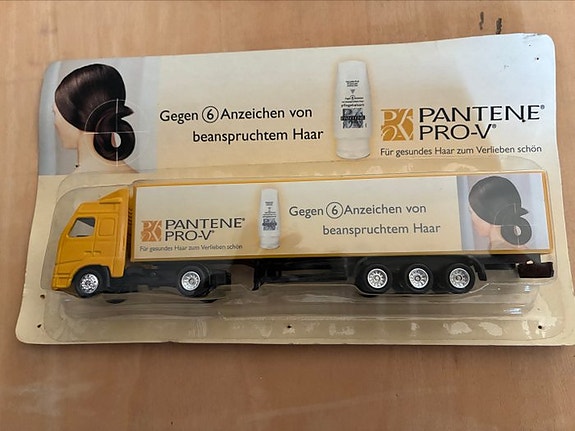 Gegen 6 Anzeichen von
beanspruchtem Haar
PANTENE®
PRO-V®
Für gesundes Haar zum Verlieben schön
PANTENE®
PRO-V®
Für gesundes Haar zum Verlieben schön
Gegen 6 Anzeichen von
beanspruchtem Haar